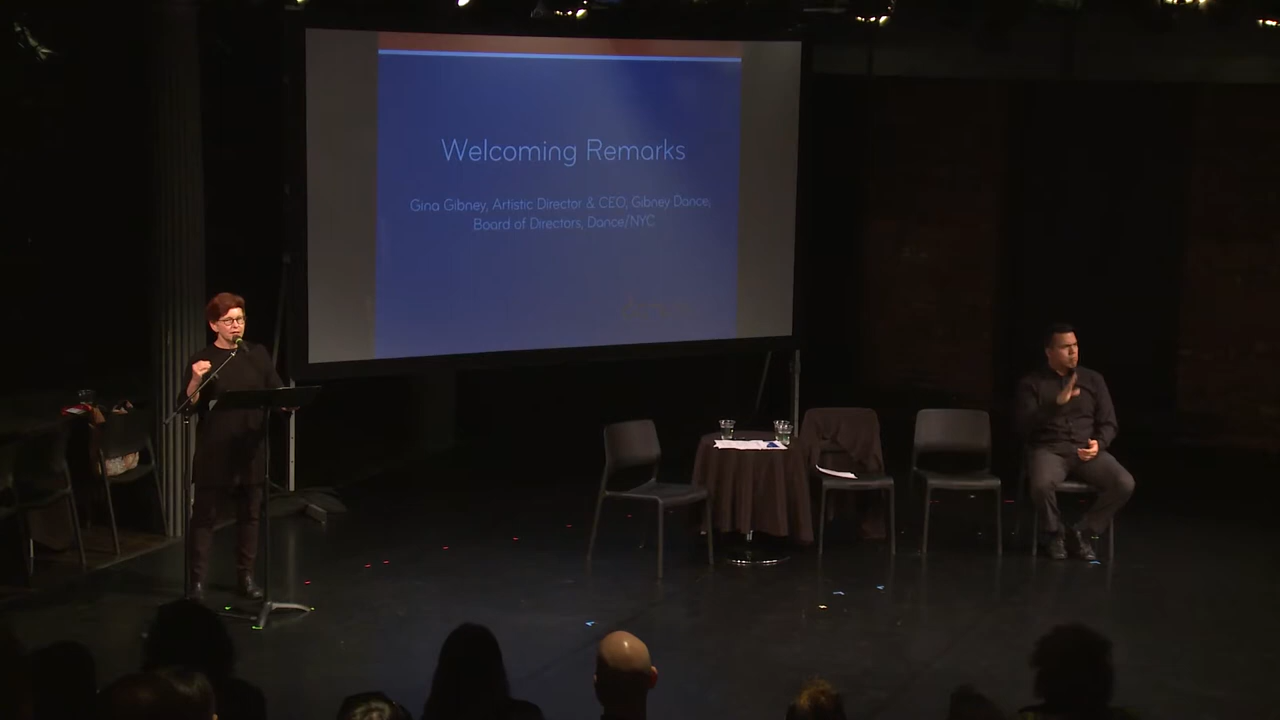 Welcoming Remarks
Gina Gibney, Artistic Director & CEO, Gibney Dance;
Board of Directors, Dance/NYC